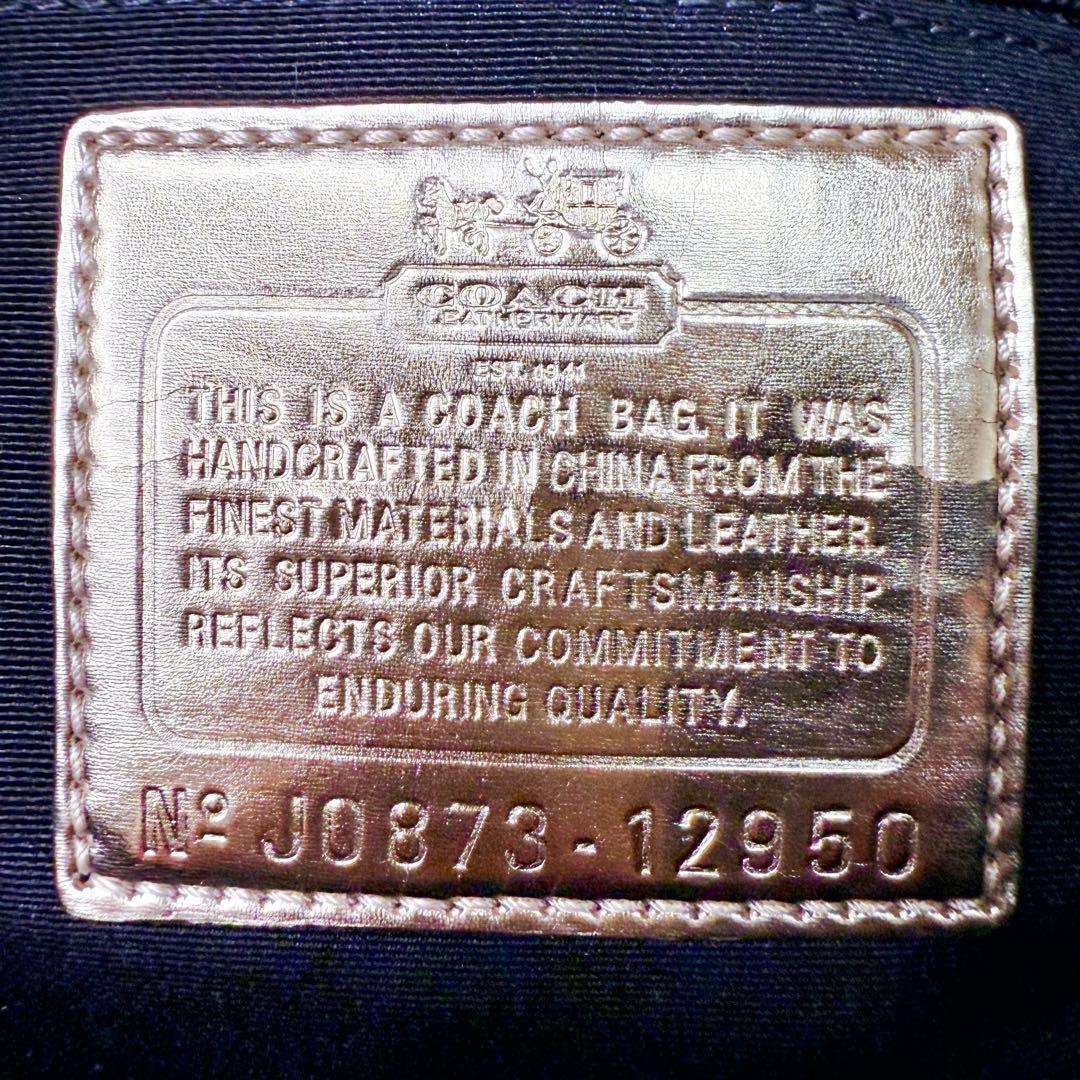 COACH
LEATHERWARE
EST. 1941
THIS IS A COACH BAG. IT WAS
HANDCRAFTED IN CHINA FROM THE
FINEST MATERIALS AND LEATHER.
ITS SUPERIOR CRAFTSMANSHIP
REFLECTS OUR COMMITMENT TO
ENDURING QUALITY.
Nº J0873-12950